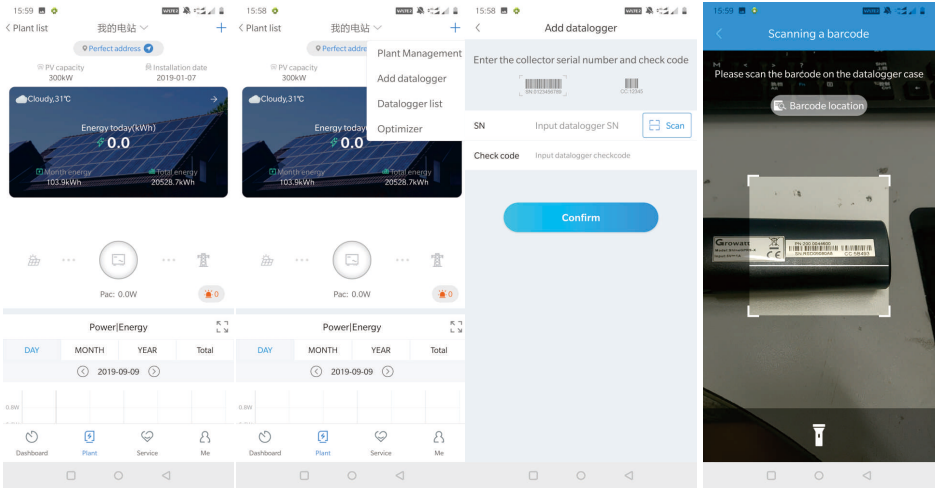 15:59
< Plant list 我的电站
Perfect address
PV capacity
300kW
Installation date
2019-01-07
Cloudy,31℃
Energy today(kWh)
0.0
Month energy
103.9kWh
Total energy
20528.7kWh
Pac: 0.0W
0
Power|Energy
DAY MONTH YEAR Total
2019-09-09
0.8W
Dashboard Plant Service Me
15:58
< Plant list 我的电站
Perfect addre
PV capacity
300kW
Plant Management
Add datalogger
Datalogger list
Optimizer
Cloudy,31℃
Energy today
0.0
Month energy
103.9kWh
Total energy
20528.7kWh
Pac: 0.0W
0
Power|Energy
DAY MONTH YEAR Total
2019-09-09
0.8W
Dashboard Plant Service Me
15:58
Add datalogger
Enter the collector serial number and check code
SN:0123456789
CC:12345
SN Input datalogger SN Scan
Check code Input datalogger checkcode
Confirm
15:59
Scanning a barcode
Please scan the barcode on the datalogger case
Barcode location
Growatt
CC:5B493